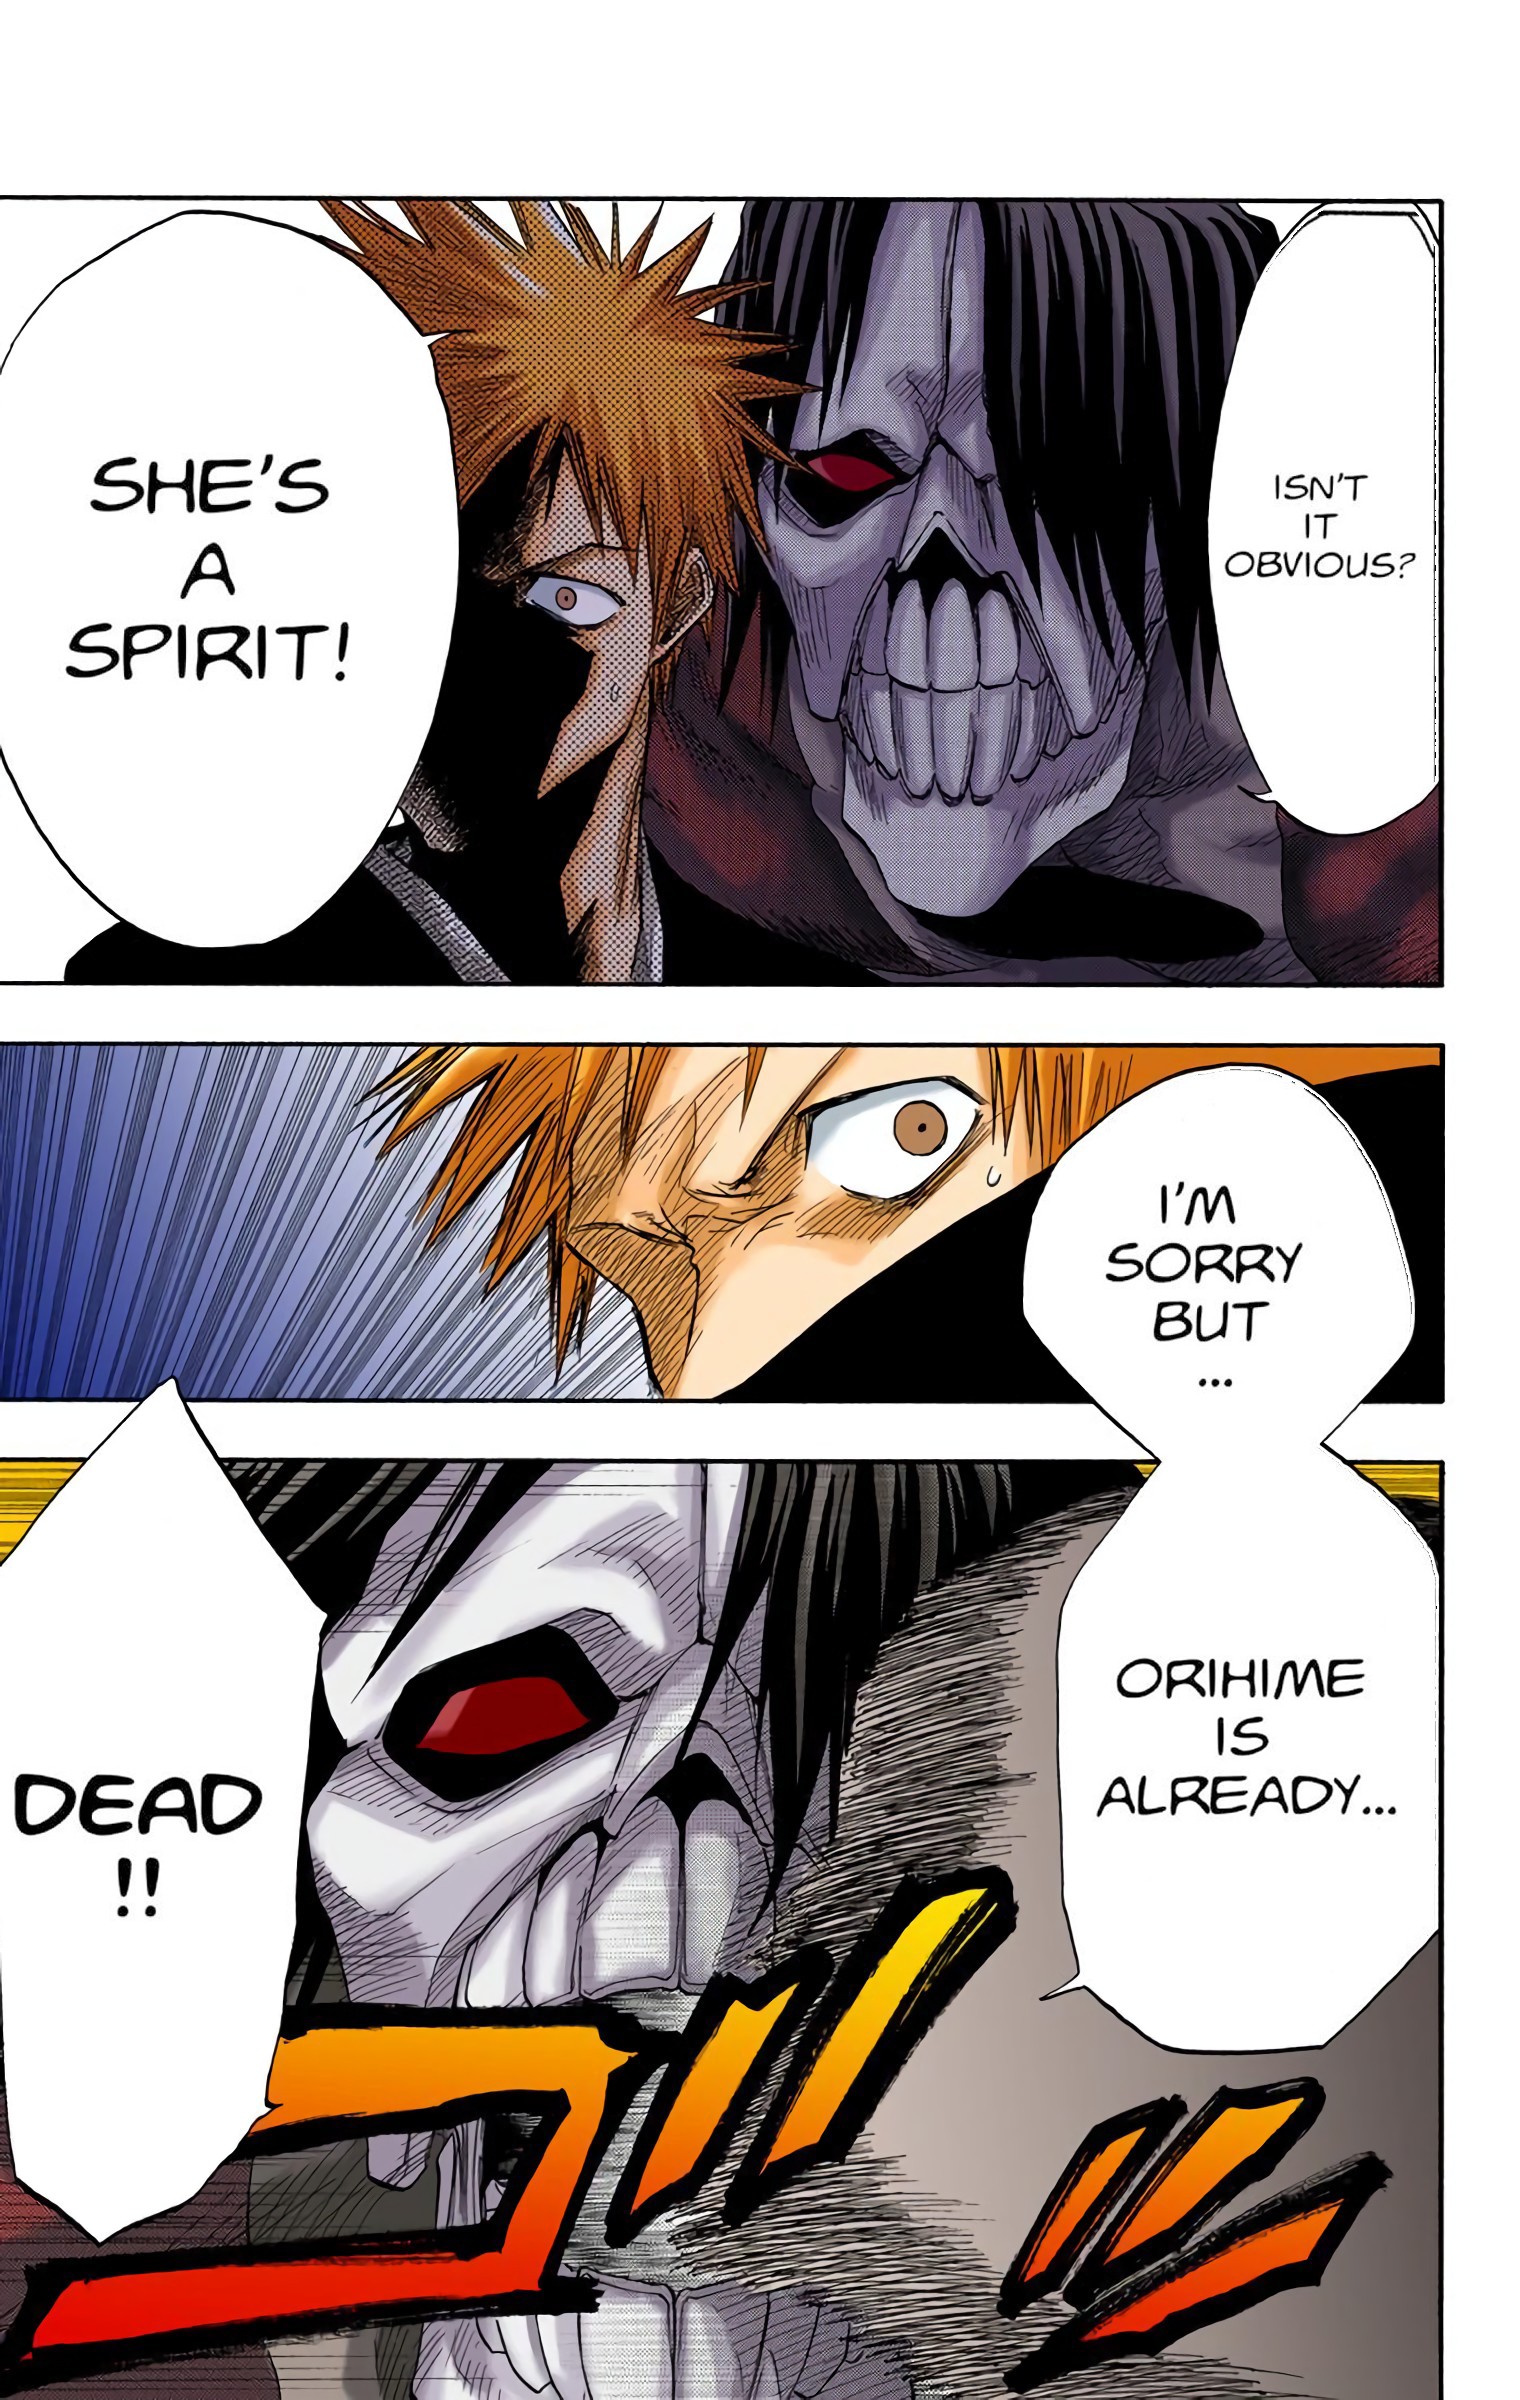 ISN'T
IT
OBVIOUS?
SHE'S
A
SPIRIT!
I'M
SORRY
BUT
...
ORIHIME
IS
ALREADY...
DEAD
!!